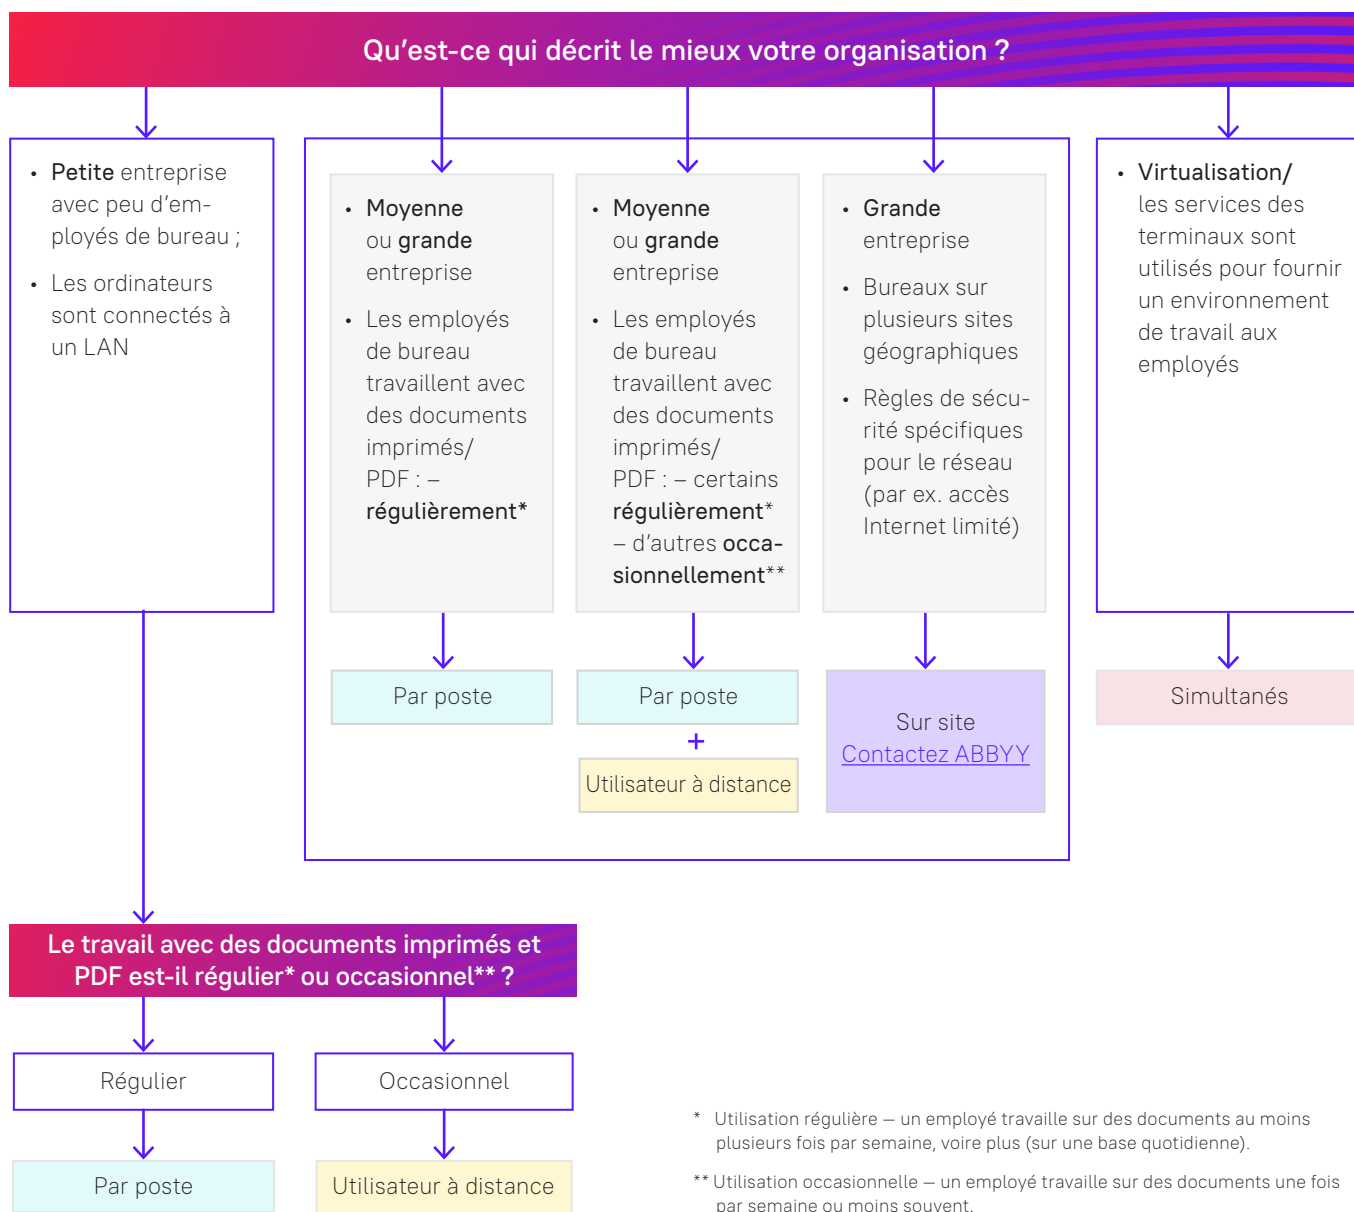 Qu’est-ce qui décrit le mieux votre organisation ?
• Petite entreprise
avec peu d’em-
ployés de bureau ;
• Les ordinateurs
sont connectés à
un LAN
• Moyenne
ou grande
entreprise
• Les employés
de bureau
travaillent avec
des documents
imprimés/
PDF : –
régulièrement*
Par poste
• Moyenne
ou grande
entreprise
• Les employés
de bureau
travaillent avec
des documents
imprimés/
PDF : – certains
régulièrement*
– d’autres occa-
sionnellement**
Par poste
+
Utilisateur à distance
• Grande
entreprise
• Bureaux sur
plusieurs sites
géographiques
• Règles de sécu-
rité spécifiques
pour le réseau
(par ex. accès
Internet limité)
Sur site
Contactez ABBYY
• Virtualisation/
les services des
terminaux sont
utilisés pour fournir
un environnement
de travail aux
employés
Simultanés
Le travail avec des documents imprimés et
PDF est-il régulier* ou occasionnel** ?
Régulier
Par poste
Occasionnel
Utilisateur à distance
* Utilisation régulière — un employé travaille sur des documents au moins
plusieurs fois par semaine, voire plus (sur une base quotidienne).
** Utilisation occasionnelle — un employé travaille sur des documents une fois
par semaine ou moins souvent.